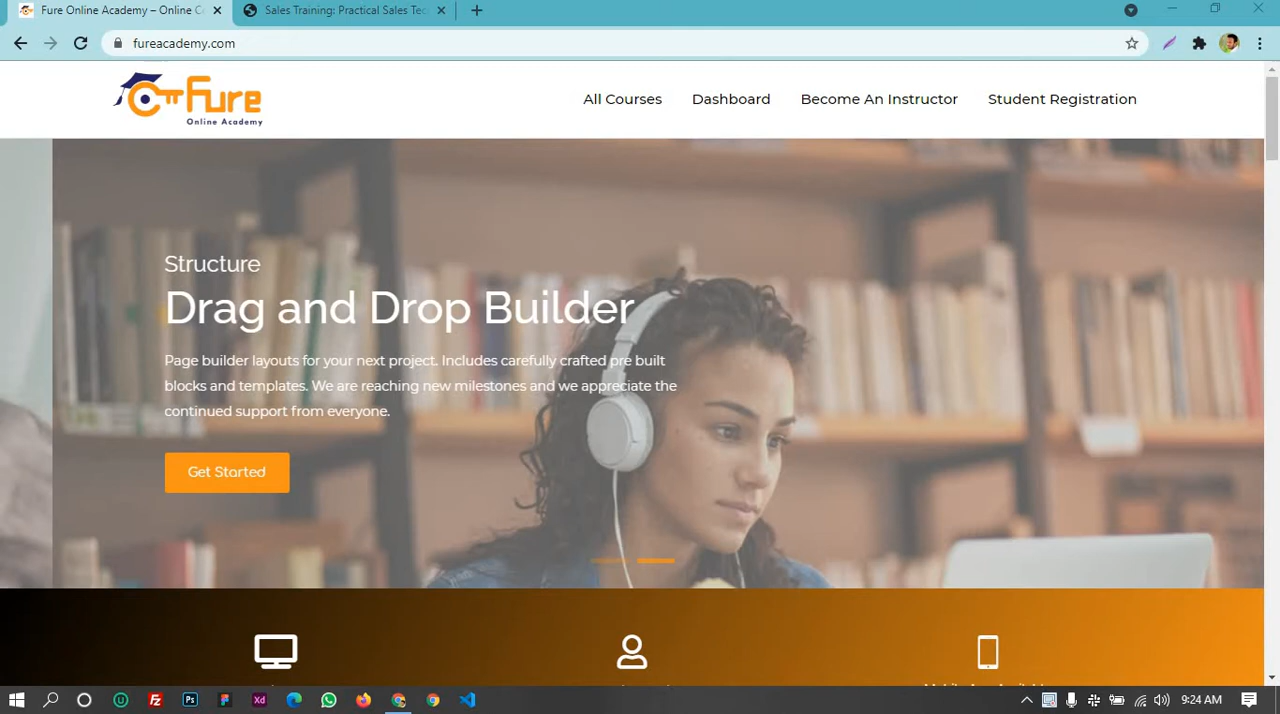 Fure Online Academy – Online C
Sales Training: Practical Sales Tec
fureacademy.com
Fure
Online Academy
All Courses
Dashboard
Become An Instructor
Student Registration
Structure
Drag and Drop Builder
Page builder layouts for your next project. Includes carefully crafted pre built
blocks and templates. We are reaching new milestones and we appreciate the
continued support from everyone.
Get Started
9:24 AM